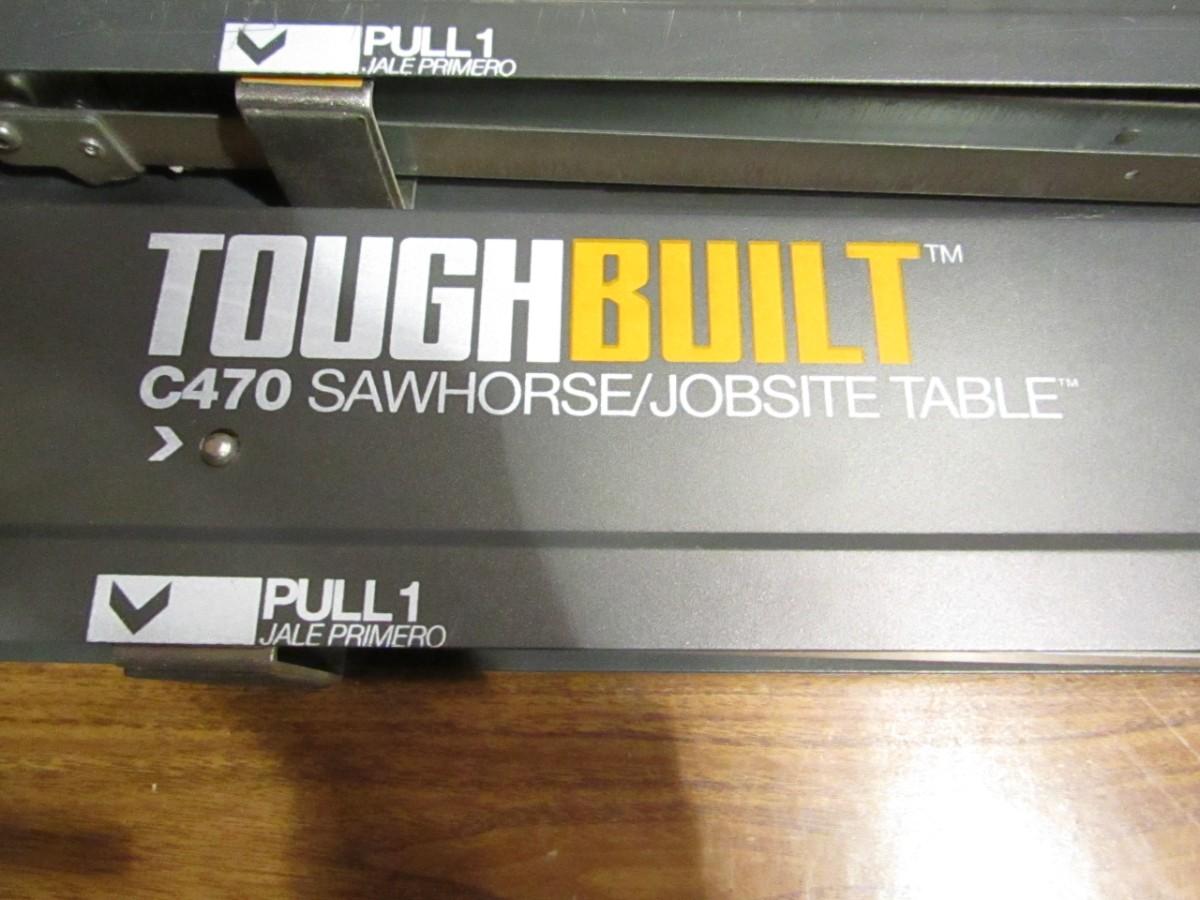 PULL 1
JALE PRIMERO
TOUGHBUILT™
C470 SAWHORSE/JOBSITE TABLE™
PULL 1
JALE PRIMERO